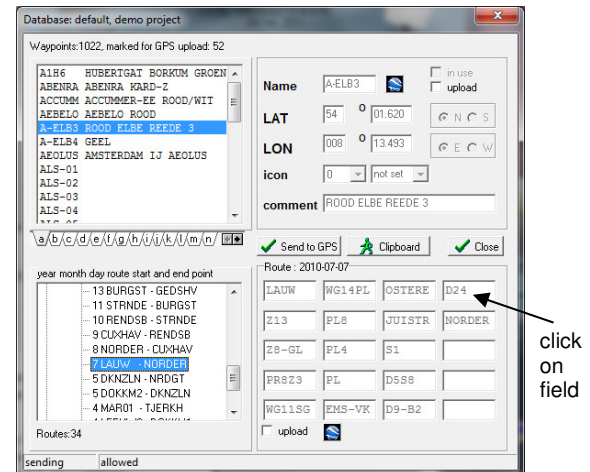 Database: default, demo project
Waypoints:1022, marked for GPS upload: 52
A1H6 HUBERTGAT BORKUM GROEN
ABENRA ABENRA KARD-Z
ACCUMM ACCUMMER-EE ROOD/WIT
AEBELO AEBELO ROOD
A-ELB3 ROOD ELBE REEDE 3
A-ELB4 GEEL
AEOLUS AMSTERDAM IJ AEOLUS
ALS-01
ALS-02
ALS-03
ALS-04
a/b/c/d/e/f/g/h/i/j/k/l/m/n/
Name A-ELB3 in use
upload
LAT 54 o 01.620 N S
LON 008 o 13.493 E W
icon 0 not set
comment ROOD ELBE REEDE 3
Send to GPS Clipboard Close
year month day route start and end point
13 BURGST - GEDSHV
11 STRNDE - BURGST
10 RENDSB - STRNDE
9 CUXHAV - RENDSB
8 NORDER - CUXHAV
7 LAUW - NORDER
5 DKNZLN - NRDGT
5 DOKKM2 - DKNZLN
4 MAR01 - TJERKH
Routes:34
Route : 2010-07-07
LAUW WG14PL OSTERE D24
Z13 PL8 JUISTR NORDER
Z8-GL PL4 S1
PR8Z3 PL D5S8
WG11SG EMS-VK D9-B2
upload
click
on
field
sending allowed